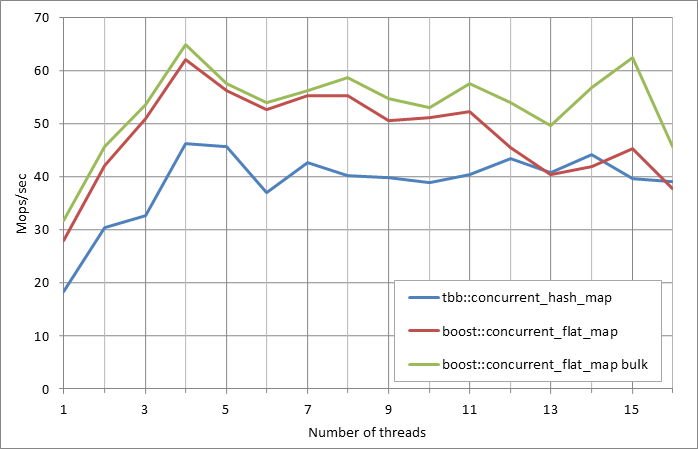 70
60
50
40
30
20
10
0
Mops/sec
tbb::concurrent_hash_map
boost::concurrent_flat_map
boost::concurrent_flat_map bulk
1 3 5 7 9 11 13 15
Number of threads